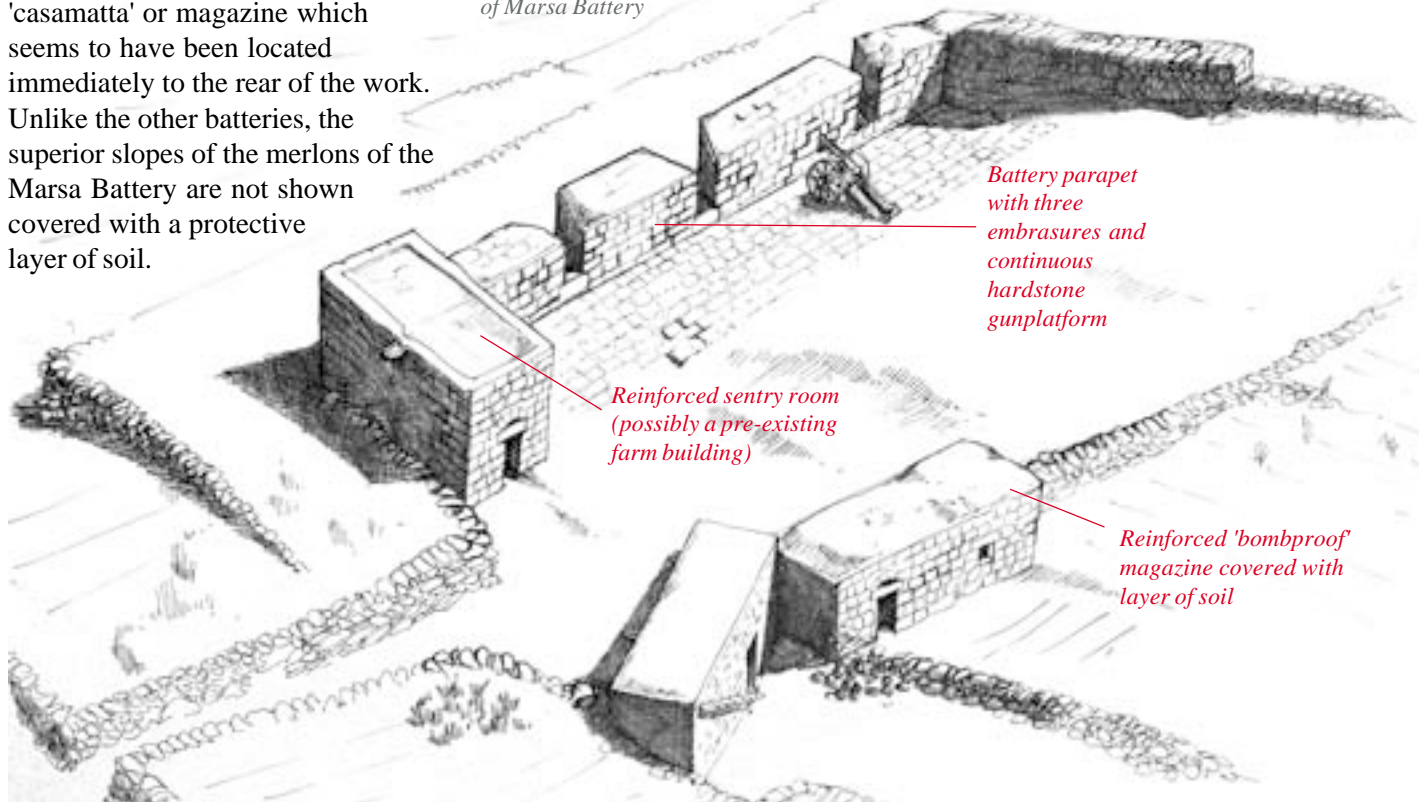 'casamatta' or magazine which
seems to have been located
immediately to the rear of the work.
Unlike the other batteries, the
superior slopes of the merlons of the
Marsa Battery are not shown
covered with a protective
layer of soil.
of Marsa Battery
Battery parapet
with three
embrasures and
continuous
hardstone
gunplatform
Reinforced sentry room
(possibly a pre-existing
farm building)
Reinforced 'bombproof'
magazine covered with
layer of soil